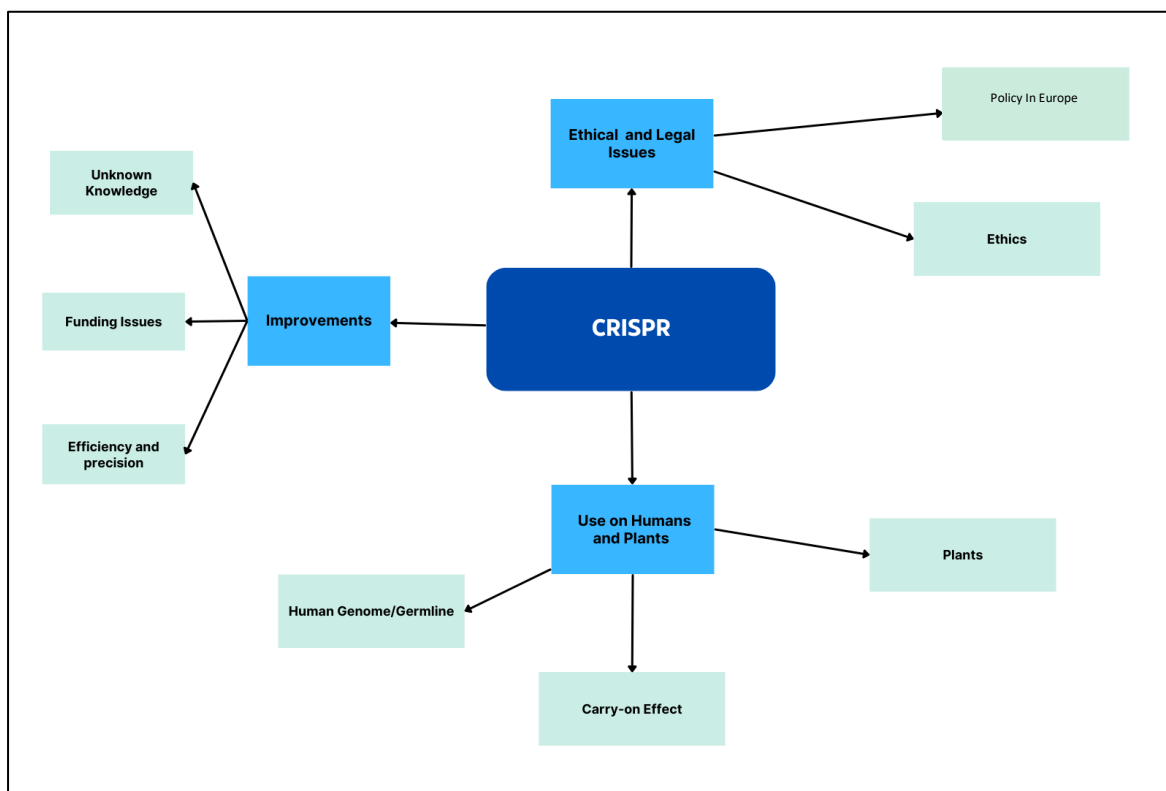 Policy In Europe
Ethical and Legal
Issues
Unknown
Knowledge
Ethics
Funding Issues
Improvements
CRISPR
Efficiency and
precision
Use on Humans
and Plants
Plants
Human Genome/Germline
Carry-on Effect